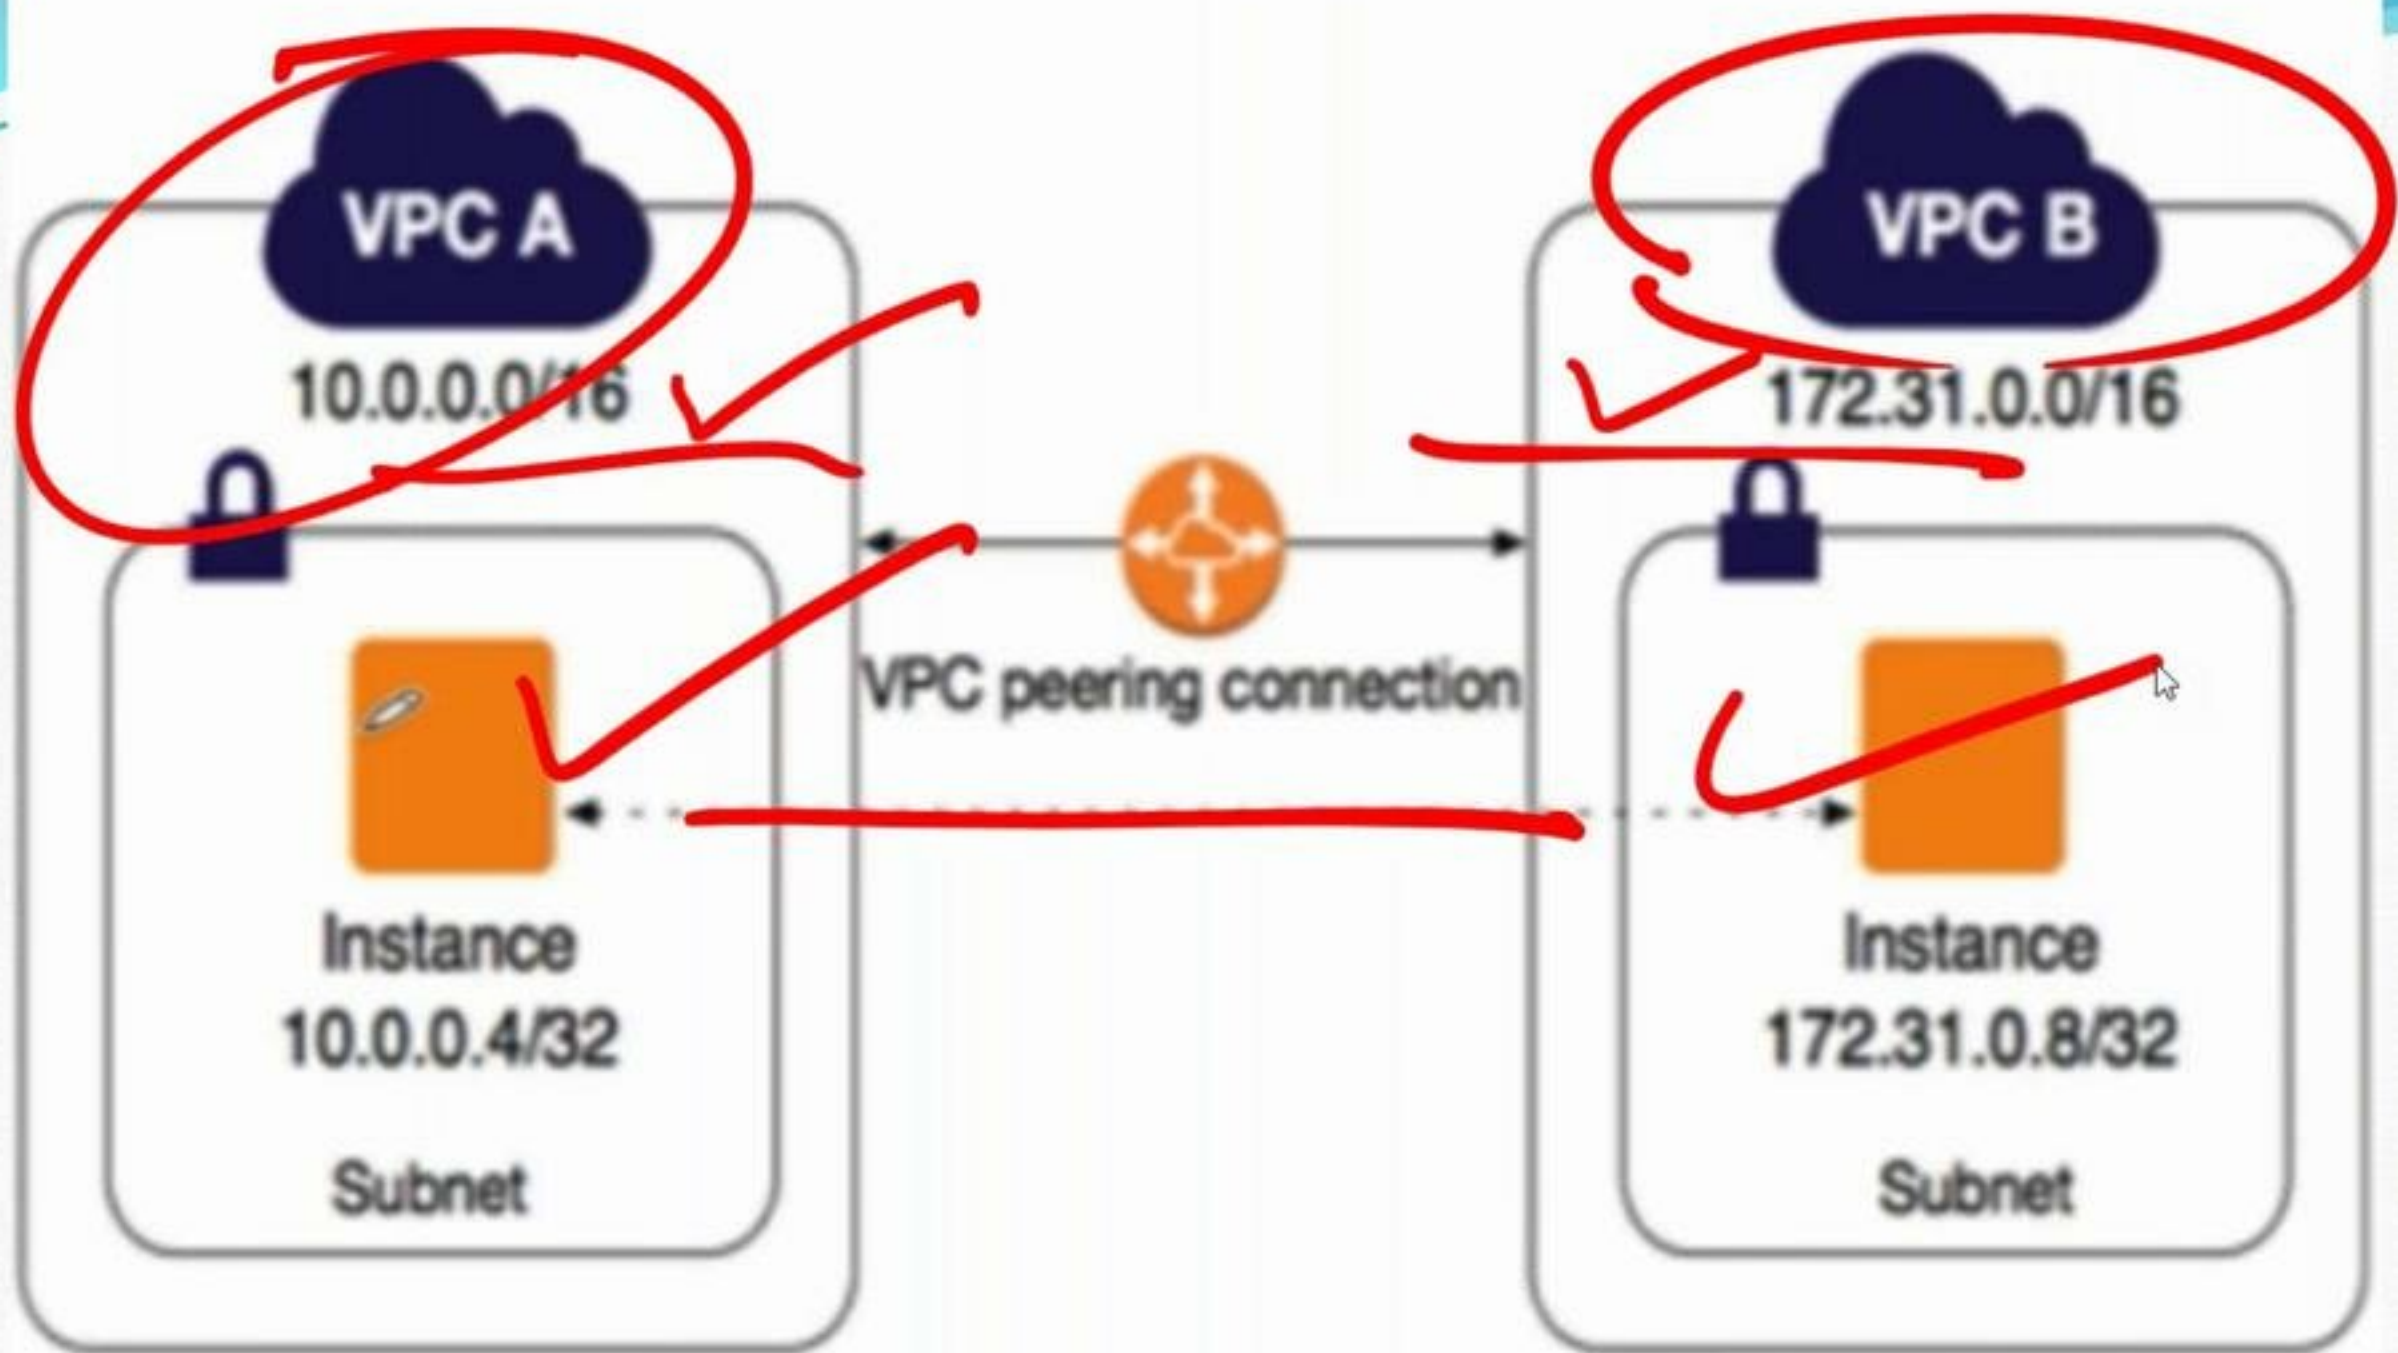 VPC A
10.0.0.0/16
Instance
10.0.0.4/32
Subnet
VPC peering connection
VPC B
172.31.0.0/16
Instance
172.31.0.8/32
Subnet